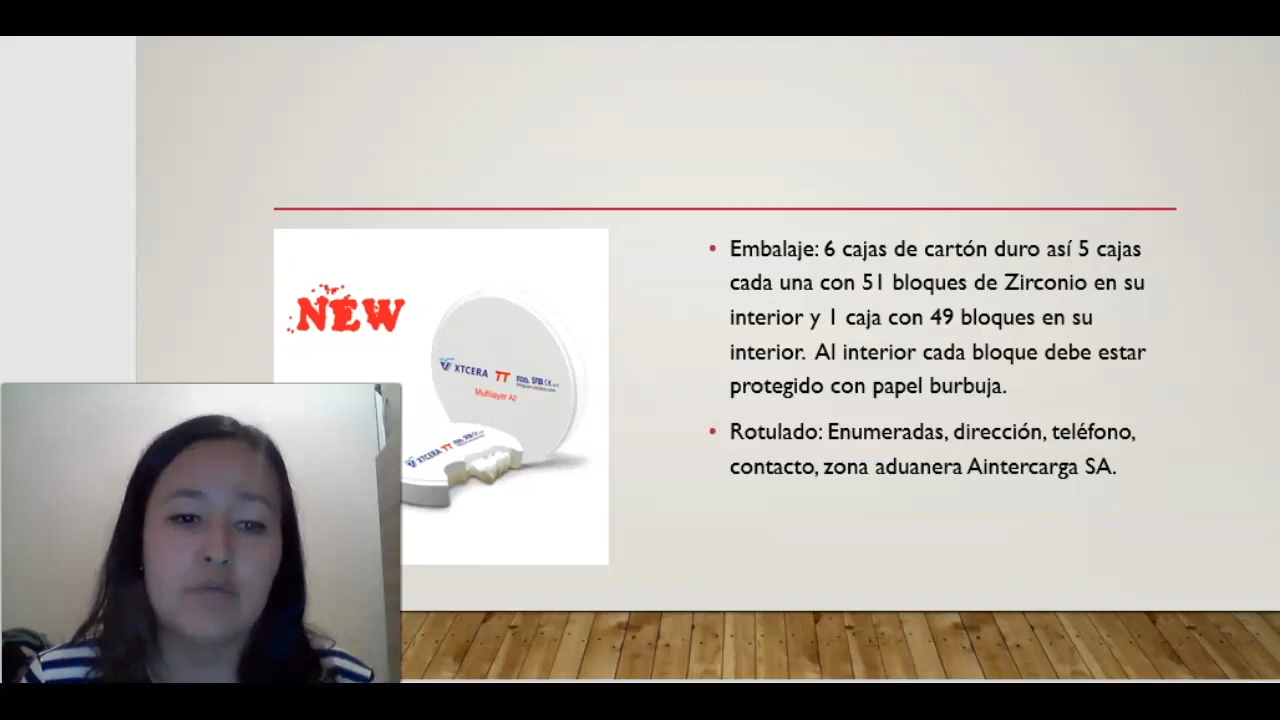 NEW
XTCERA TT
Multilayer A2
XTCERA TT
• Embalaje: 6 cajas de cartón duro así 5 cajas
cada una con 51 bloques de Zirconio en su
interior y 1 caja con 49 bloques en su
interior. Al interior cada bloque debe estar
protegido con papel burbuja.
• Rotulado: Enumeradas, dirección, teléfono,
contacto, zona aduanera Aintercarga SA.